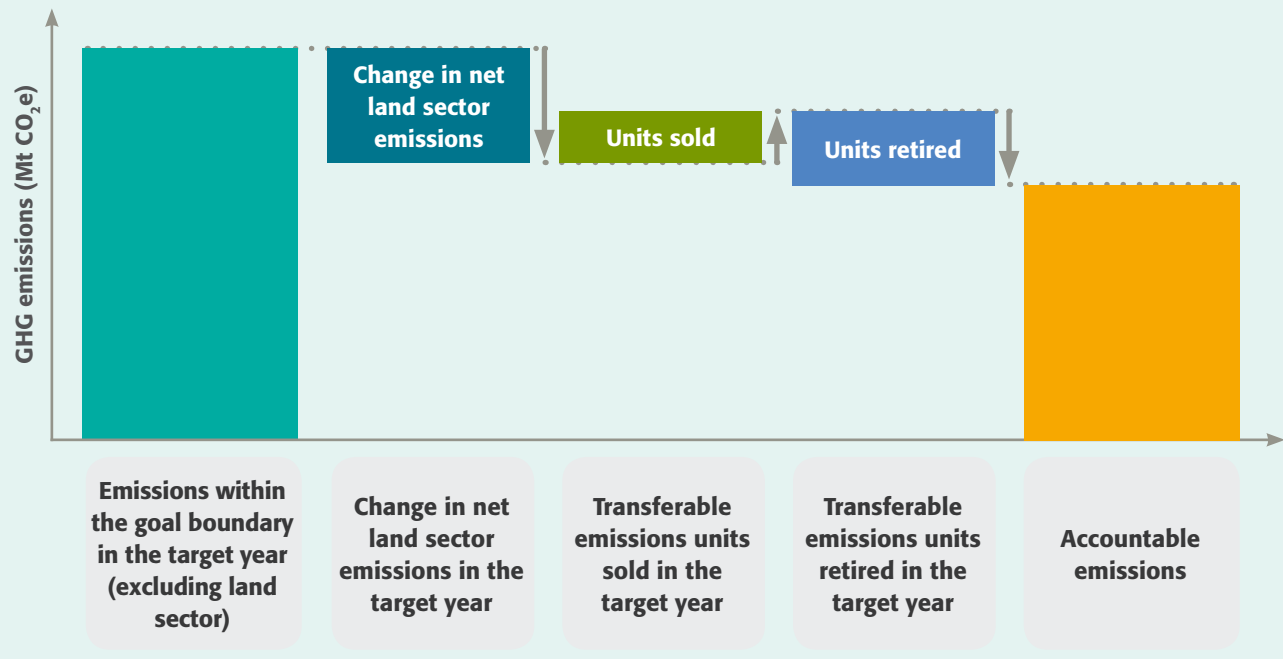 GHG emissions (Mt CO₂e)
Change in net
land sector
emissions
Units sold
Units retired
Emissions within
the goal boundary
in the target year
(excluding land
sector)
Change in net
land sector
emissions in the
target year
Transferable
emissions units
sold in the
target year
Transferable
emissions units
retired in the
target year
Accountable
emissions